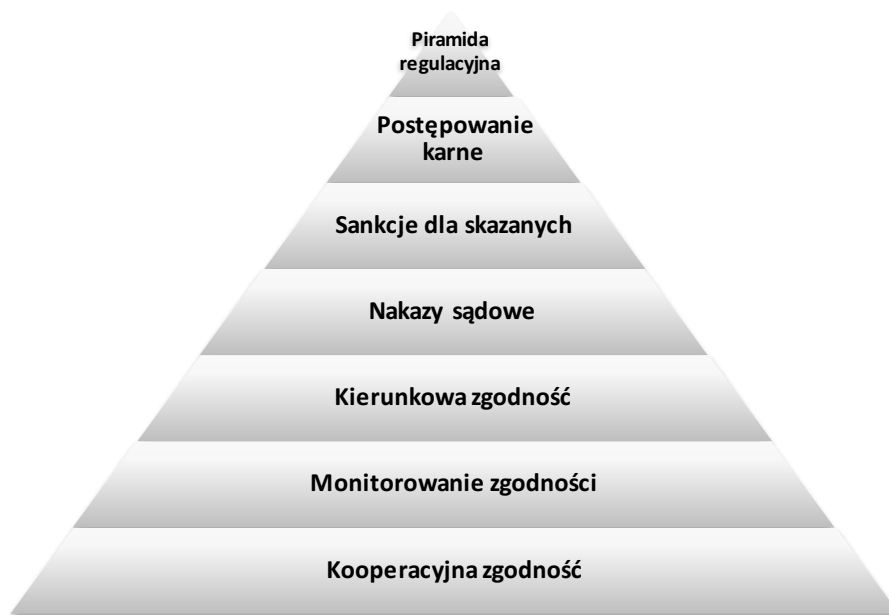 Piramida
regulacyjna
Postępowanie
karne
Sankcje dla skazanych
Nakazy sądowe
Kierunkowa zgodność
Monitorowanie zgodności
Kooperacyjna zgodność